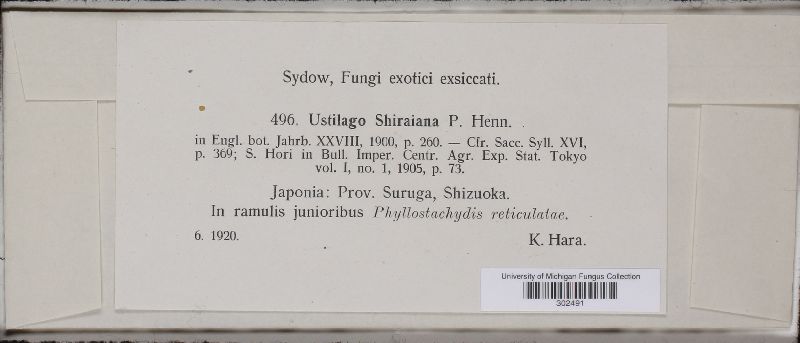 Sydow, Fungi exotici exsiccati.
496. Ustilago Shiraiana P. Henn.
in Engl. bot. Jahrb. XXVIII, 1900, p. 260. — Cfr. Sacc. Syll. XVI,
p. 369; S. Hori in Bull. Imper. Centr. Agr. Exp. Stat. Tokyo
vol. I, no. 1, 1905, p. 73.
Japonia: Prov. Suruga, Shizuoka.
In ramulis junioribus Phyllostachydis reticulatae.
6. 1920.
K. Hara.
University of Michigan Fungus Collection
302491